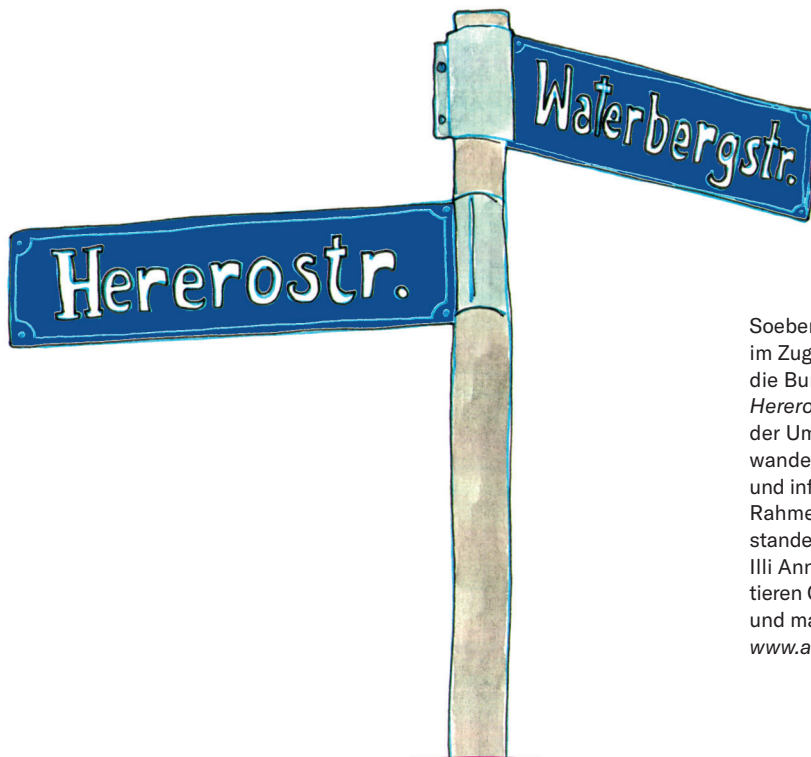 Waterbergstr.
Hererostr.
Soeben
im Zug
die Bu
Herero
der Um
wande
und inf
Rahme
stande
Illi Ann
tieren
und ma
www.a